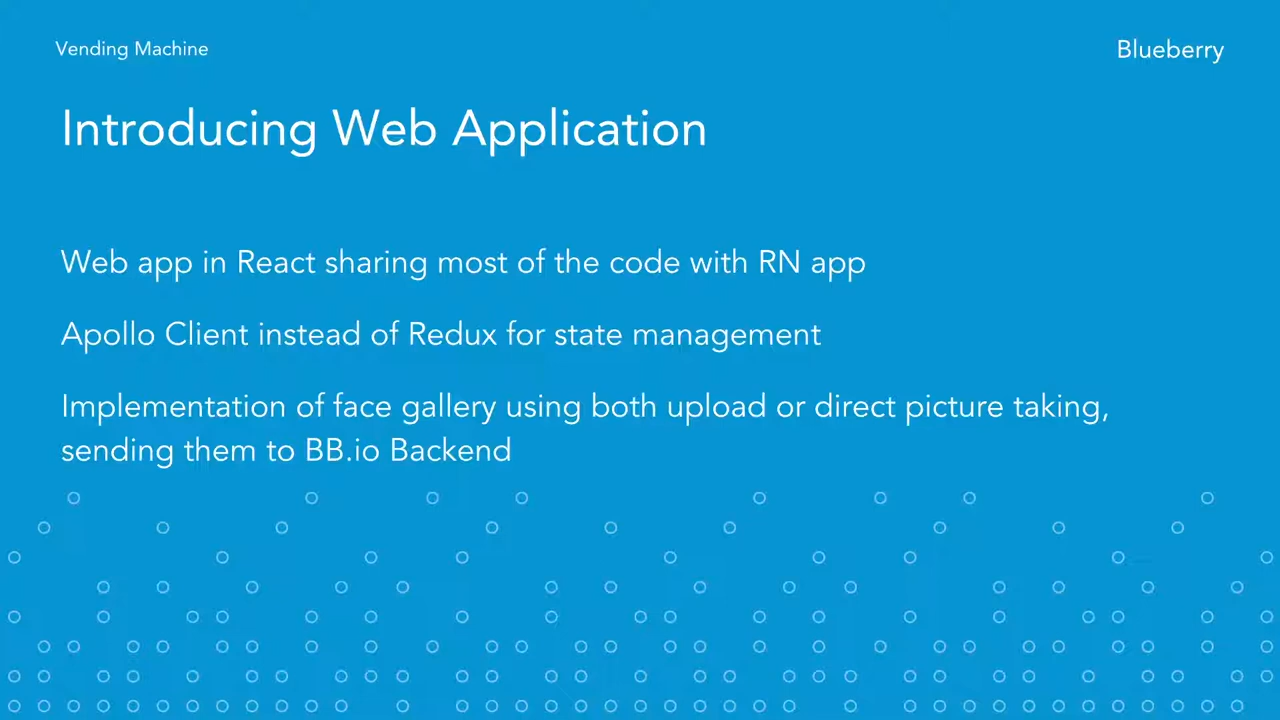 Vending Machine
Blueberry
Introducing Web Application
Web app in React sharing most of the code with RN app
Apollo Client instead of Redux for state management
Implementation of face gallery using both upload or direct picture taking,
sending them to BB.io Backend